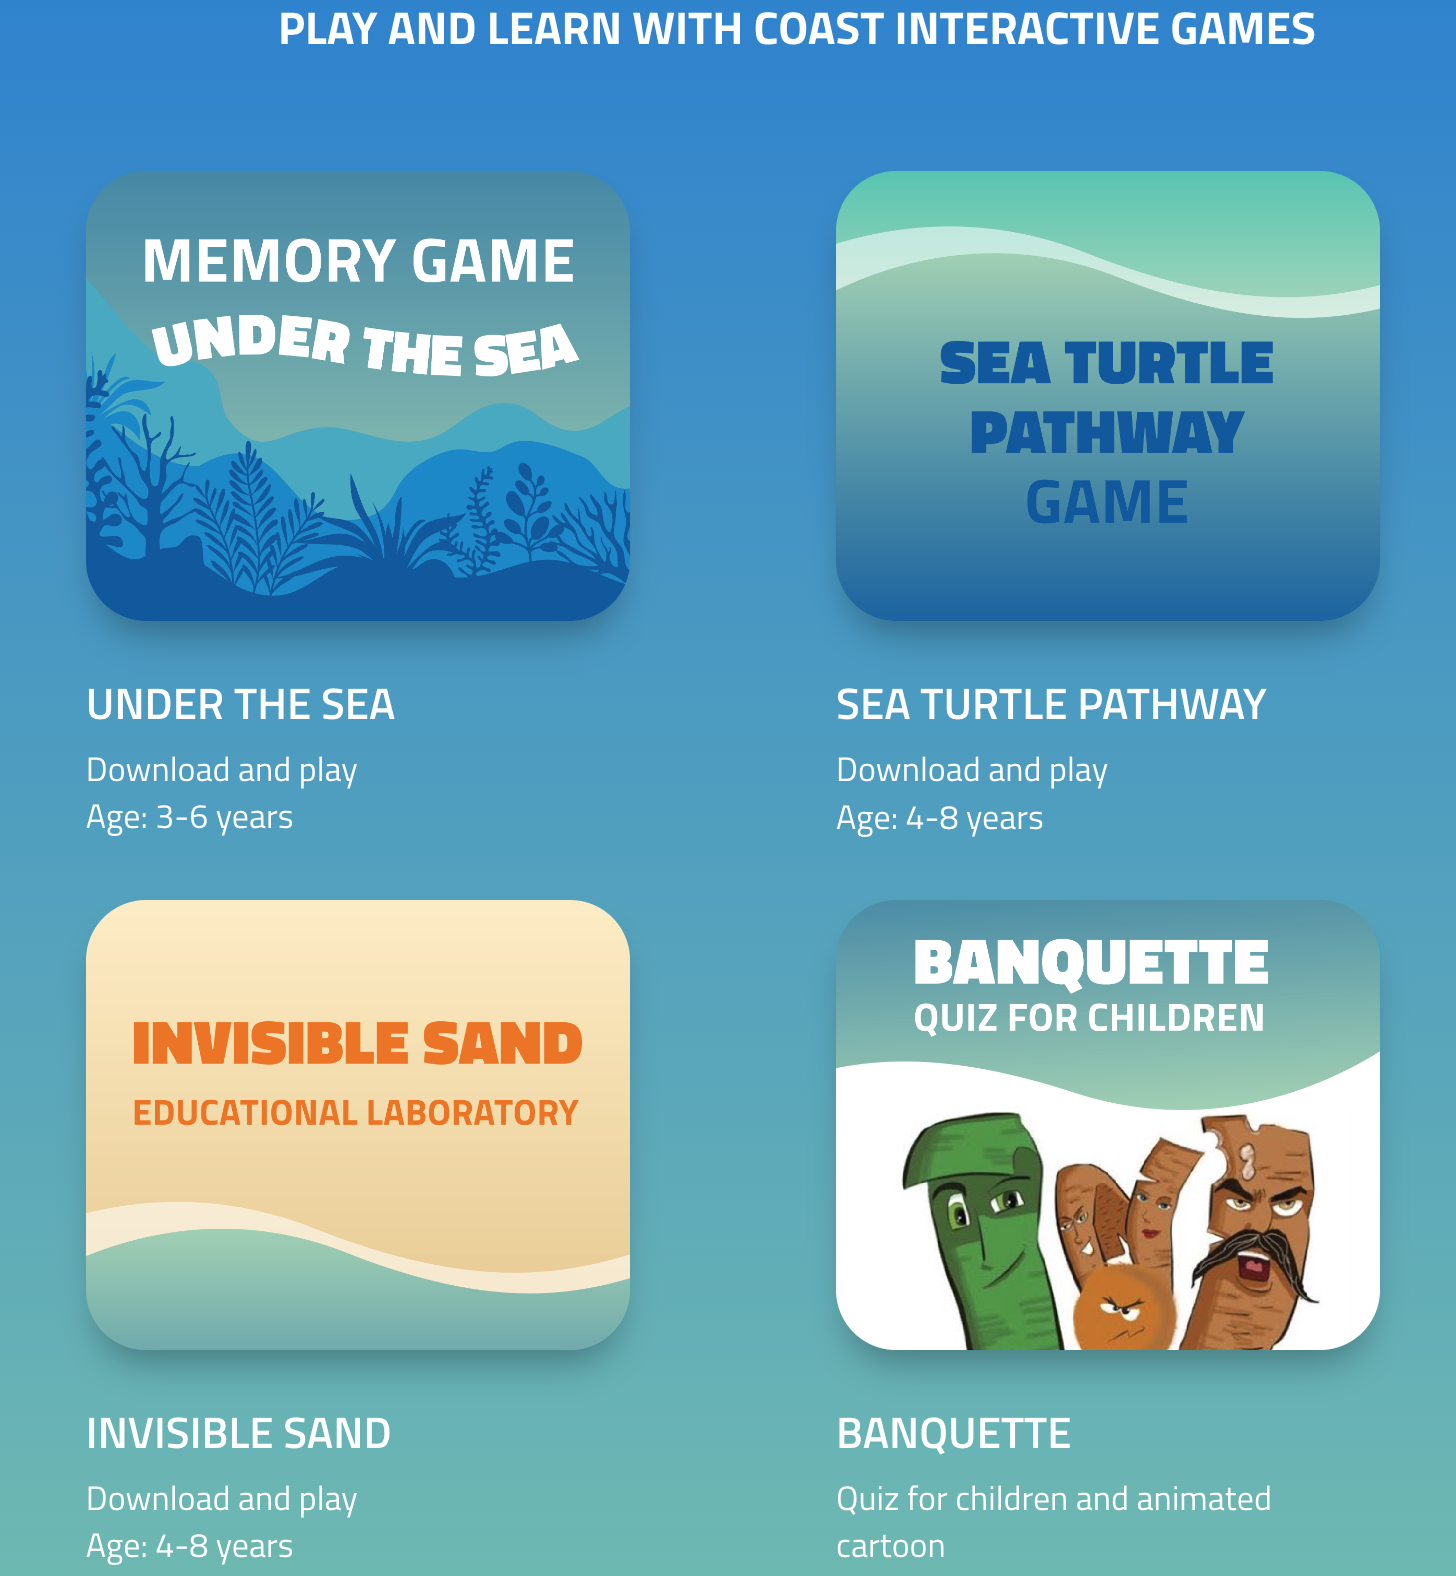 PLAY AND LEARN WITH COAST INTERACTIVE GAMES
MEMORY GAME
UNDER THE SEA
UNDER THE SEA
Download and play
Age: 3-6 years
SEA TURTLE
PATHWAY
GAME
SEA TURTLE PATHWAY
Download and play
Age: 4-8 years
INVISIBLE SAND
EDUCATIONAL LABORATORY
INVISIBLE SAND
Download and play
Age: 4-8 years
BANQUETTE
QUIZ FOR CHILDREN
BANQUETTE
Quiz for children and animated
cartoon